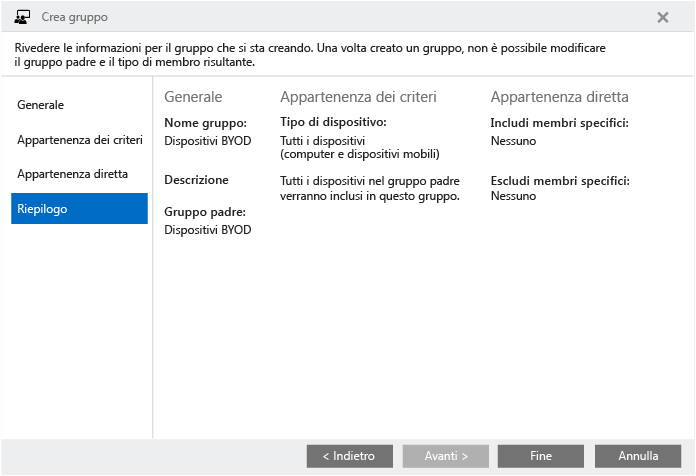 Crea gruppo
Rivedere le informazioni per il gruppo che si sta creando. Una volta creato un gruppo, non è possibile modificare
il gruppo padre e il tipo di membro risultante.
Generale
Appartenenza dei criteri
Appartenenza diretta
Riepilogo
Generale
Nome gruppo:
Dispositivi BYOD
Descrizione
Gruppo padre:
Dispositivi BYOD
Appartenenza dei criteri
Tipo di dispositivo:
Tutti i dispositivi
(computer e dispositivi mobili)
Tutti i dispositivi nel gruppo padre
verranno inclusi in questo gruppo.
Appartenenza diretta
Includi membri specifici:
Nessuno
Escludi membri specifici:
Nessuno
< Indietro
Avanti >
Fine
Annulla